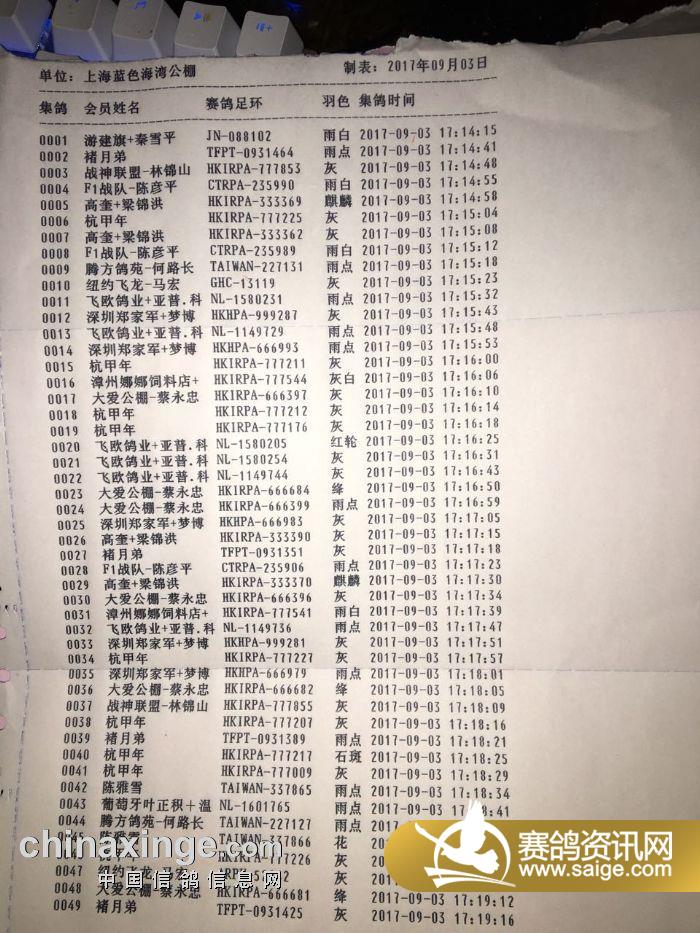 单位: 上海蓝色海湾公棚 制表: 2017年09月03日
集鸽 会员姓名 赛鸽足环 羽色 集鸽时间
0001 游建旗+秦雪平 JN-088102 雨白 2017-09-03 17:14:15
0002 褚月弟 TFPT-0931464 雨点 2017-09-03 17:14:41
0003 战神联盟-林锦山 HKIRPA-777853 灰 2017-09-03 17:14:48
0004 F1战队-陈彦平 CTRPA-235990 雨白 2017-09-03 17:14:55
0005 高奎+梁锦洪 HKIRPA-333369 麒麟 2017-09-03 17:14:58
0006 杭甲年 HKIRPA-777225 灰 2017-09-03 17:15:04
0007 高奎+梁锦洪 HKIRPA-333362 灰 2017-09-03 17:15:08
0008 F1战队-陈彦平 CTRPA-235989 雨白 2017-09-03 17:15:12
0009 腾方鸽苑-何路长 TAIWAN-227131 雨点 2017-09-03 17:15:18
0010 纽约飞龙-马宏 GHC-13119 灰 2017-09-03 17:15:23
0011 飞欧鸽业+亚普.科 NL-1580231 雨点 2017-09-03 17:15:32
0012 深圳郑家军+梦博 HKHPA-999287 灰 2017-09-03 17:15:43
0013 飞欧鸽业+亚普.科 NL-1149729 雨点 2017-09-03 17:15:48
0014 深圳郑家军+梦博 HKHPA-666993 雨点 2017-09-03 17:15:53
0015 杭甲年 HKIRPA-777211 灰 2017-09-03 17:16:00
0016 漳州娜娜饲料店+ HKIRPA-777544 灰白 2017-09-03 17:16:06
0017 大爱公棚-蔡永忠 HKIRPA-666397 灰 2017-09-03 17:16:10
0018 杭甲年 HKIRPA-777212 灰 2017-09-03 17:16:14
0019 杭甲年 HKIRPA-777176 灰 2017-09-03 17:16:18
0020 飞欧鸽业+亚普.科 NL-1580205 红轮 2017-09-03 17:16:25
0021 飞欧鸽业+亚普.科 NL-1580254 灰 2017-09-03 17:16:31
0022 飞欧鸽业+亚普.科 NL-1149744 灰 2017-09-03 17:16:43
0023 大爱公棚-蔡永忠 HKIRPA-666684 绛 2017-09-03 17:16:50
0024 大爱公棚-蔡永忠 HKIRPA-666399 雨点 2017-09-03 17:16:59
0025 深圳郑家军+梦博 HKHPA-666983 灰 2017-09-03 17:17:05
0026 高奎+梁锦洪 HKIRPA-333390 灰 2017-09-03 17:17:15
0027 褚月弟 TFPT-0931351 灰 2017-09-03 17:17:18
0028 F1战队-陈彦平 CTRPA-235906 雨点 2017-09-03 17:17:23
0029 高奎+梁锦洪 HKIRPA-333370 麒麟 2017-09-03 17:17:30
0030 大爱公棚-蔡永忠 HKIRPA-666396 灰 2017-09-03 17:17:34
0031 漳州娜娜饲料店+ HKIRPA-777541 雨白 2017-09-03 17:17:39
0032 飞欧鸽业+亚普.科 NL-1149736 雨点 2017-09-03 17:17:47
0033 深圳郑家军+梦博 HKHPA-999281 灰 2017-09-03 17:17:51
0034 杭甲年 HKIRPA-777227 灰 2017-09-03 17:17:57
0035 深圳郑家军+梦博 HKHPA-666979 雨点 2017-09-03 17:18:01
0036 大爱公棚-蔡永忠 HKIRPA-666682 绛 2017-09-03 17:18:05
0037 战神联盟-林锦山 HKIRPA-777855 灰 2017-09-03 17:18:09
0038 杭甲年 HKIRPA-777207 灰 2017-09-03 17:18:16
0039 褚月弟 TFPT-0931389 雨点 2017-09-03 17:18:21
0040 杭甲年 HKIRPA-777217 石斑 2017-09-03 17:18:25
0041 杭甲年 HKIRPA-777009 灰 2017-09-03 17:18:29
0042 陈雅雪 TAIWAN-337865 雨点 2017-09-03 17:18:34
0043 葡萄牙叶正积+温 NL-1601765 雨点 2017-09-03 :41
0044 腾方鸽苑-何路长 TAIWAN-227127 雨点 2017-
陈雅雪 TAIWAN-337866 花 20
7226 灰 20
0047 纽约飞龙-马宏 灰 20
0048 大爱公棚-蔡永忠 HKIRPA-666681 绛 2017-09-03 17:19:12
0049 褚月弟 TFPT-0931425 灰 2017-09-03 17:19:16
chinaxinge.com
中国信鸽信息网
赛鸽资讯网
www.saige.com